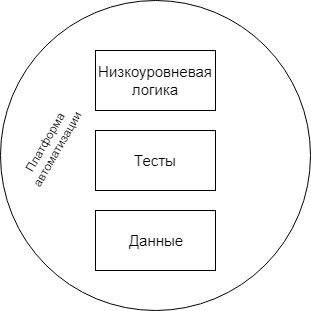 Низкоуровневая
логика
Платформа
автоматизации
Тесты
Данные